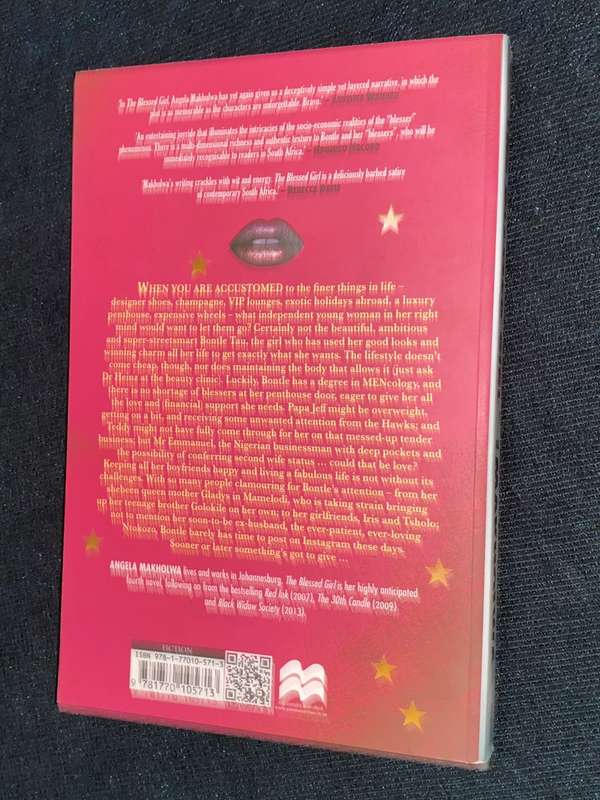 'In The Blessed Girl, Angela Makholwa has yet again given us a deceptively simple yet layered narrative, in which the
plot is as memorable as the characters are unforgettable. Bravo.' –
'An entertaining joyride that illuminates the intricacies of the socio-economic realities of the "blesser"
phenomenon. There is a multi-dimensional richness and authentic texture to Bontle and her "blessers", who will be
immediately recognisable to readers in South Africa.' –
'Makholwa's writing crackles with wit and energy. The Blessed Girl is a deliciously barbed satire
of contemporary South Africa.' – REBECCA DAVIS
WHEN YOU ARE ACCUSTOMED to the finer things in life –
designer shoes, champagne, VIP lounges, exotic holidays abroad, a luxury
penthouse, expensive wheels – what independent young woman in her right
mind would want to let them go? Certainly not the beautiful, ambitious
and super-streetsmart Bontle Tau, the girl who has used her good looks and
winning charm all her life to get exactly what she wants. The lifestyle doesn't
come cheap, though, nor does maintaining the body that allows it (just ask
Dr Heinz at the beauty clinic). Luckily, Bontle has a degree in MENcology, and
there is no shortage of blessers at her penthouse door, eager to give her all
the love and (financial) support she needs. Papa Jeff might be overweight,
getting on a bit, and receiving some unwanted attention from the Hawks; and
Teddy might not have fully come through for her on that messed-up tender
business; but Mr Emmanuel, the Nigerian businessman with deep pockets and
the possibility of conferring second wife status ... could that be love?
Keeping all her boyfriends happy and living a fabulous life is not without its
challenges. With so many people clamouring for Bontle's attention – from her
shebeen queen mother Gladys in Mamelodi, who is taking strain bringing
up her teenage brother Golokile on her own; to her girlfriends, Iris and Tsholo;
not to mention her soon-to-be ex-husband, the ever-patient, ever-loving
Ntokozo, Bontle barely has time to post on Instagram these days.
Sooner or later something's got to give ...
ANGELA MAKHOLWA lives and works in Johannesburg. The Blessed Girl is her highly anticipated
fourth novel, following on from the bestselling Red Ink (2007), The 30th Candle (2009)
and Black Widow Society (2013).
FICTION
ISBN 978-1-77010-571-3
9 781770 105713